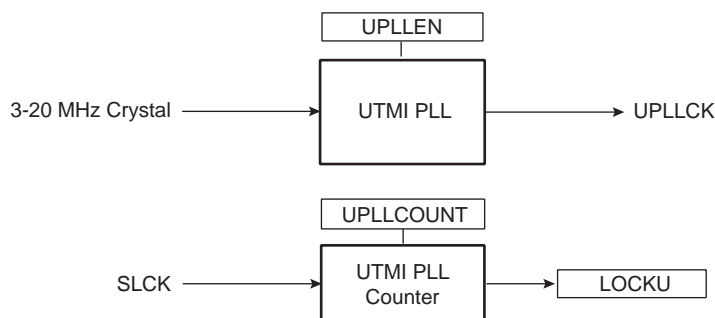 UPLLEN
3-20 MHz Crystal
UTMI PLL
UPLLCK
UPLLCOUNT
SLCK
UTMI PLL
Counter
LOCKU